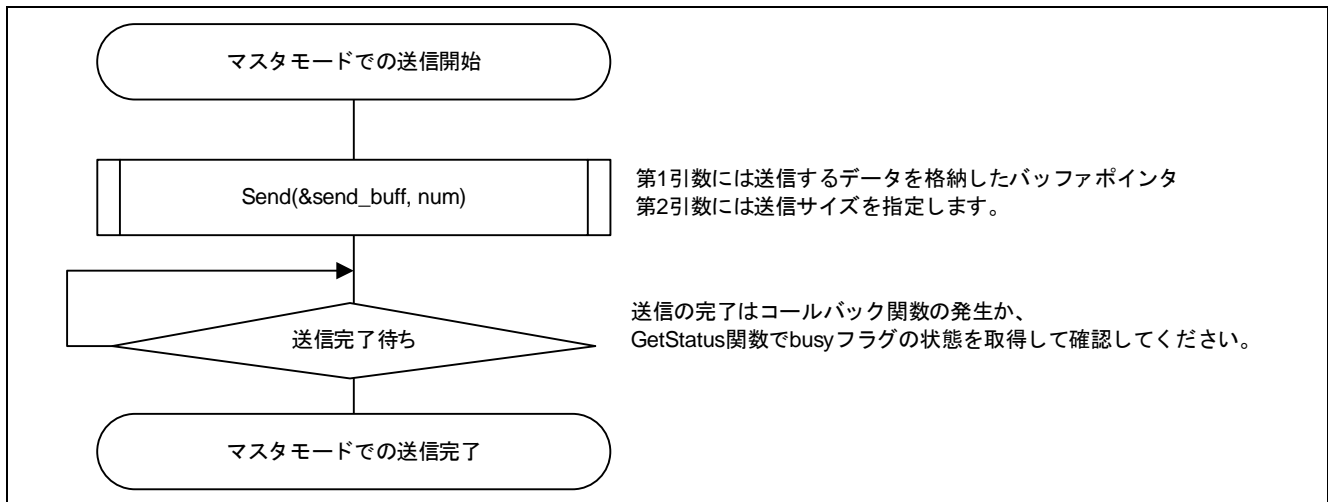 マスタモードでの送信開始
Send(&send_buff, num)
第1引数には送信するデータを格納したバッファポインタ
第2引数には送信サイズを指定します。
送信完了待ち
送信の完了はコールバック関数の発生か、
GetStatus関数でbusyフラグの状態を取得して確認してください。
マスタモードでの送信完了